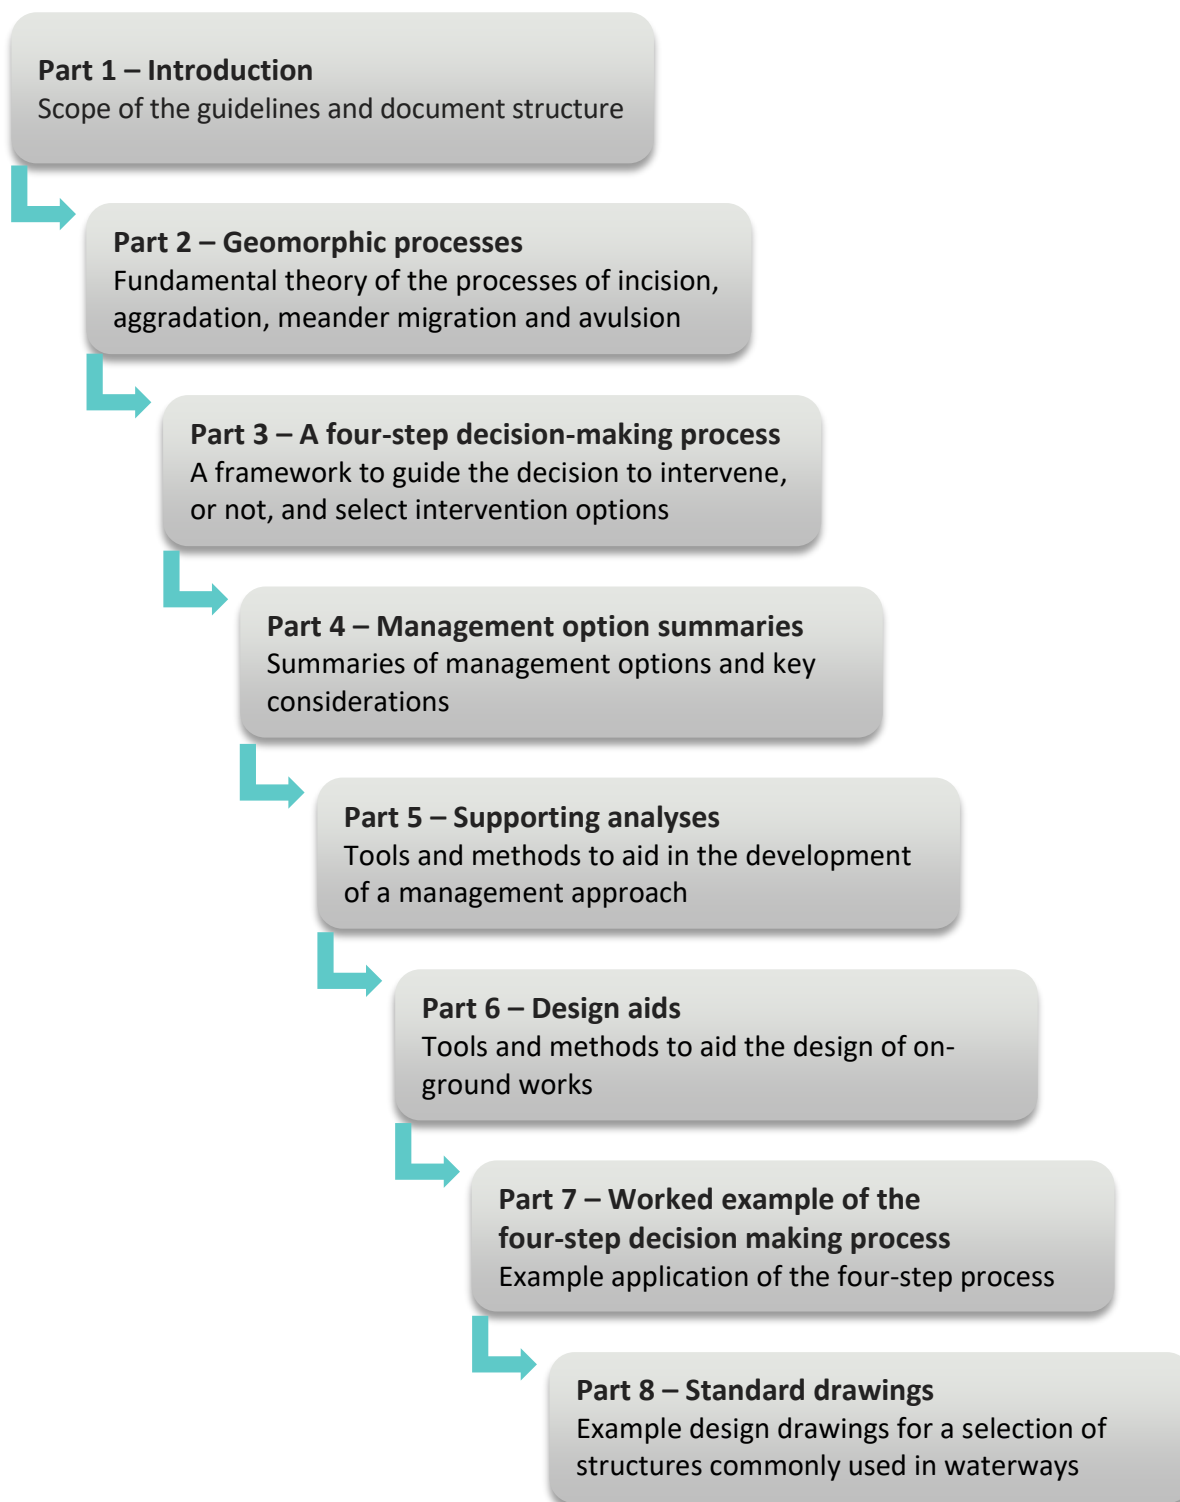 Part 1 – Introduction
Scope of the guidelines and document structure
Part 2 – Geomorphic processes
Fundamental theory of the processes of incision,
aggradation, meander migration and avulsion
Part 3 – A four-step decision-making process
A framework to guide the decision to intervene,
or not, and select intervention options
Part 4 – Management option summaries
Summaries of management options and key
considerations
Part 5 – Supporting analyses
Tools and methods to aid in the development
of a management approach
Part 6 – Design aids
Tools and methods to aid the design of on-
ground works
Part 7 – Worked example of the
four-step decision making process
Example application of the four-step process
Part 8 – Standard drawings
Example design drawings for a selection of
structures commonly used in waterways